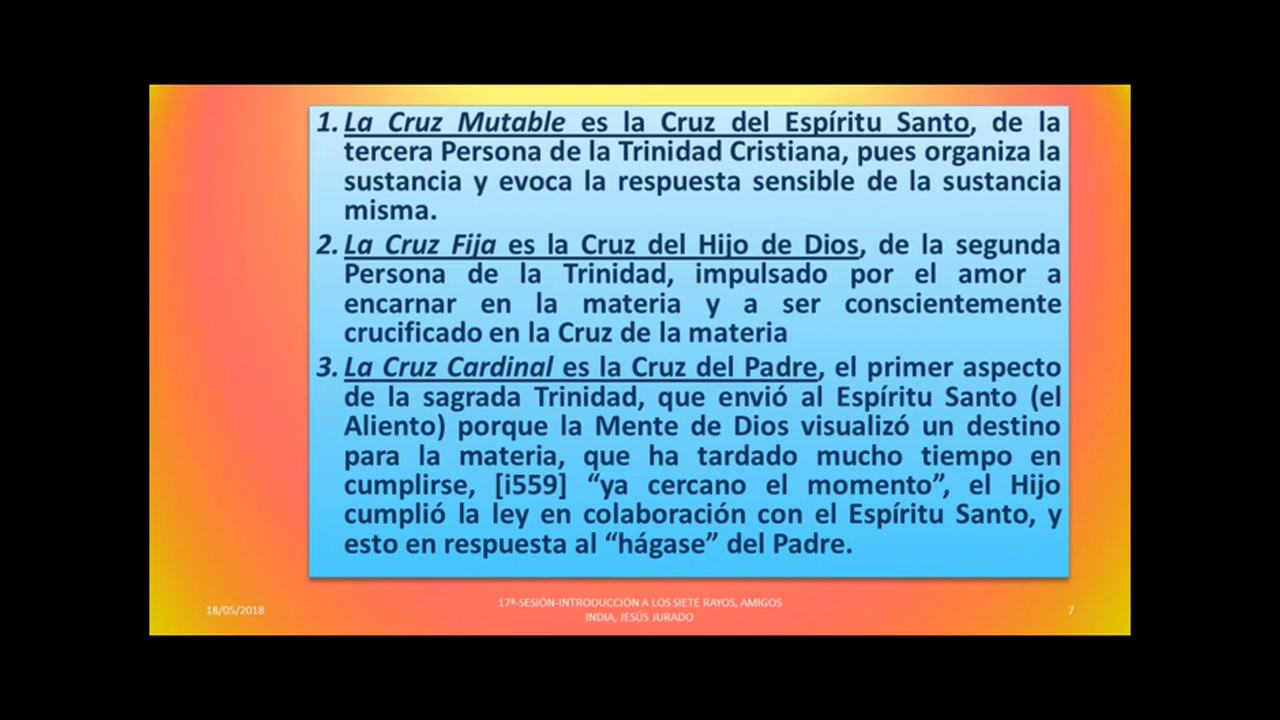 1. La Cruz Mutable es la Cruz del Espíritu Santo, de la
tercera Persona de la Trinidad Cristiana, pues organiza la
sustancia y evoca la respuesta sensible de la sustancia
misma.
2. La Cruz Fija es la Cruz del Hijo de Dios, de la segunda
Persona de la Trinidad, impulsado por el amor a
encarnar en la materia y a ser conscientemente
crucificado en la Cruz de la materia
3. La Cruz Cardinal es la Cruz del Padre, el primer aspecto
de la sagrada Trinidad, que envió al Espíritu Santo (el
Aliento) porque la Mente de Dios visualizó un destino
para la materia, que ha tardado mucho tiempo en
cumplirse, [i559] “ya cercano el momento”, el Hijo
cumplió la ley en colaboración con el Espíritu Santo, y
esto en respuesta al “hágase” del Padre.
18/05/2018
17ª-SESIÓN-INTRODUCCIÓN A LOS SIETE RAYOS, AMIGOS
INDIA, JESÚS JURADO
7